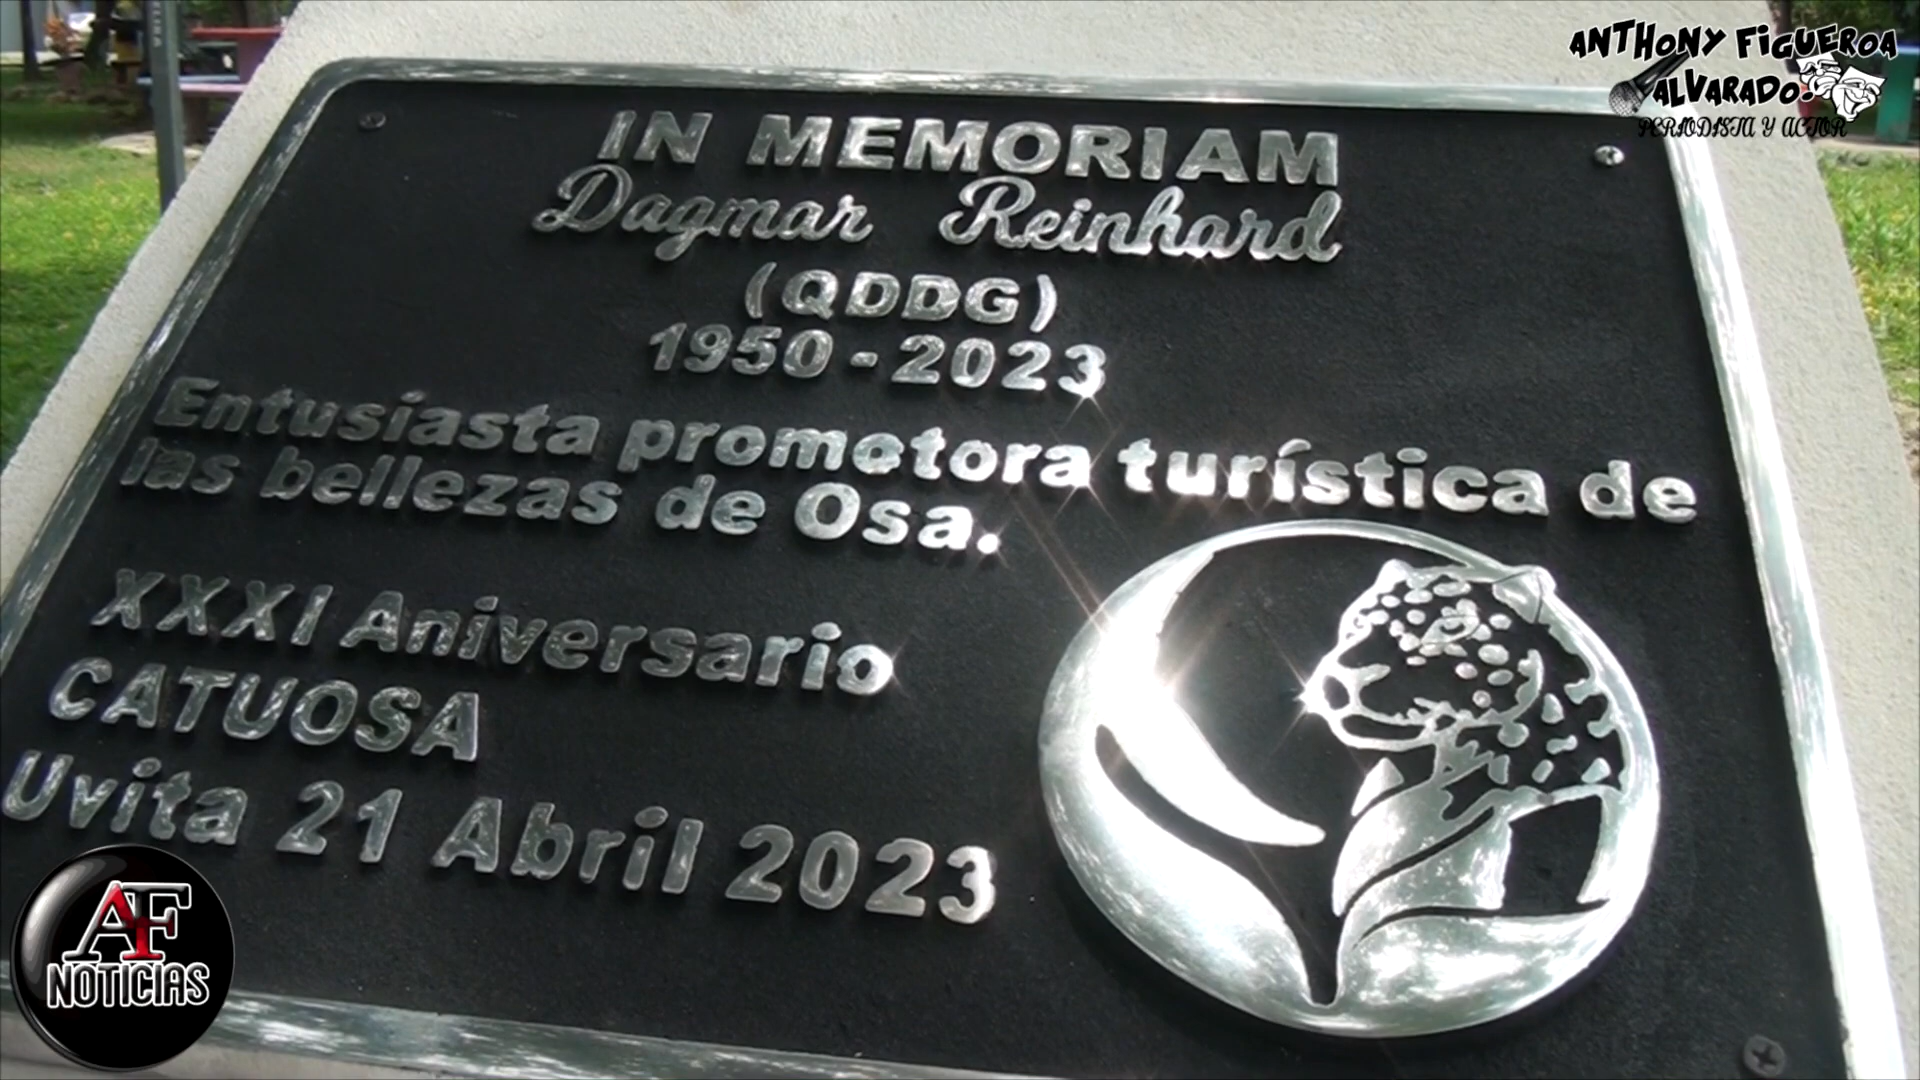 ANTHONY FIGUEROA
ALVARADO.
PERIODISTA Y ACTOR
IN MEMORIAM
Dagmar Reinhard
(QDDG)
1950-2023
Entusiasta promotora turística de
las bellezas de Osa.
XXXI Aniversario
CATUOSA
Uvita 21 Abril 2023
AF
NOTICIAS